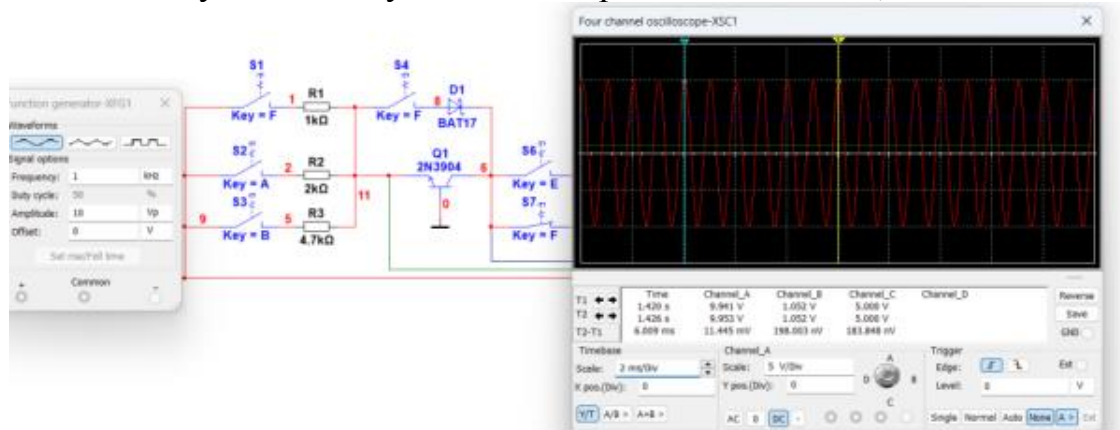 Four channel oscilloscope-XSC1
S1
Key = F
1
R1
1kΩ
S4
Key = F
8
D1
BAT17
S2
Key = A
2
R2
2kΩ
Q1
2N3904
6
S6
Key = E
S3
9
Key = B
5
R3
4.7kΩ
11
0
S7
Key = F
Function generator-XFG1
Waveforms
Signal options
Frequency: 1 kHz
Duty cycle: 50 %
Amplitude: 10 Vp
Offset: 0 V
Set rise/Fall time
+ Common -
Time Channel_A Channel_B Channel_C Channel_D
T1 1.420 s 9.941 V 1.052 V 5.000 V
T2 1.426 s 9.953 V 1.052 V 5.000 V
T2-T1 6.009 ms 11.445 mV 198.003 nV 183.848 nV
Reverse
Save
GND
Timebase
Scale: 2 ms/Div
X pos.(Div): 0
Y/T A/B > A+B >
Channel_A
Scale: 5 V/Div
Y pos.(Div): 0
AC 0 DC -
A
B
C
D
Trigger
Edge: Ext
Level: 0 V
Single Normal Auto None A > Ext